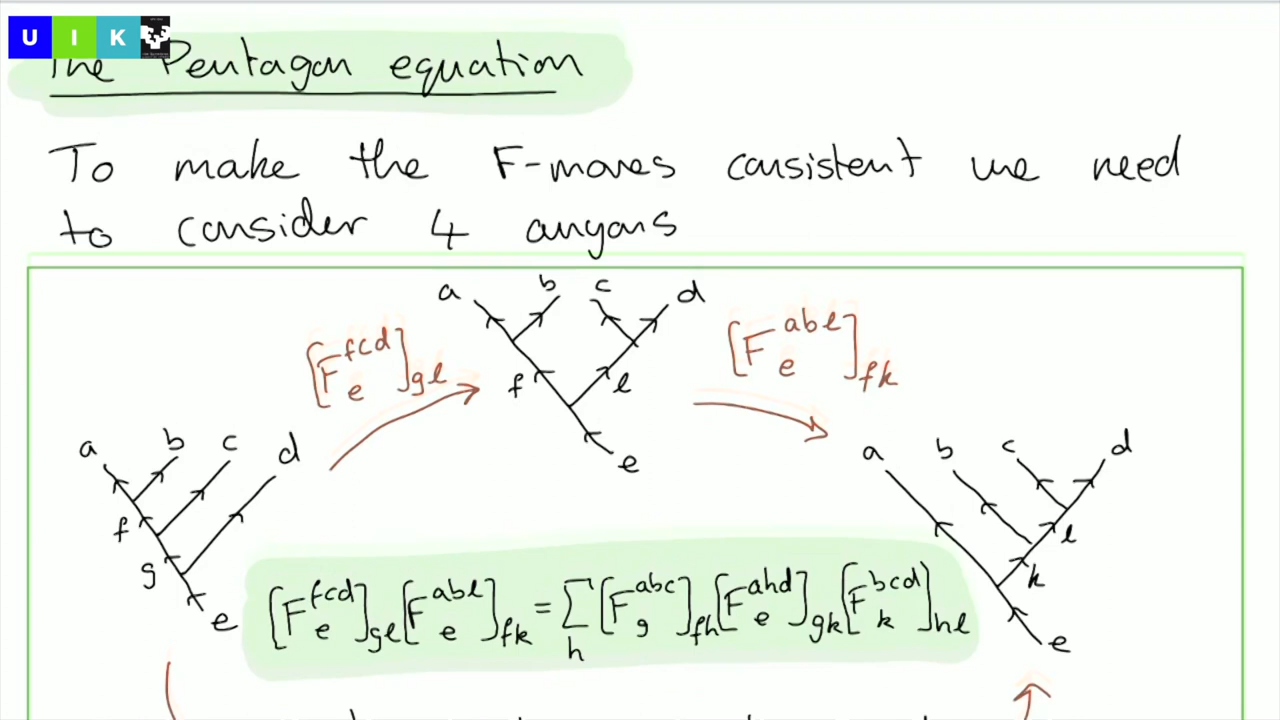 U I K
The Pentagon equation
To make the F-moves consistent we need
to consider 4 anyons
a b c d
[F^{fcd}_e]_{gl}
[F^{abl}_e]_{fk}
f l
e
a b c d
f
g
e
a b c d
l
k
e
[F^{fcd}_e]_{gl} [F^{abl}_e]_{fk} = Σ_h [F^{abc}_g]_{fh} [F^{ahd}_e]_{gk} [F^{bcd}_k]_{hl}